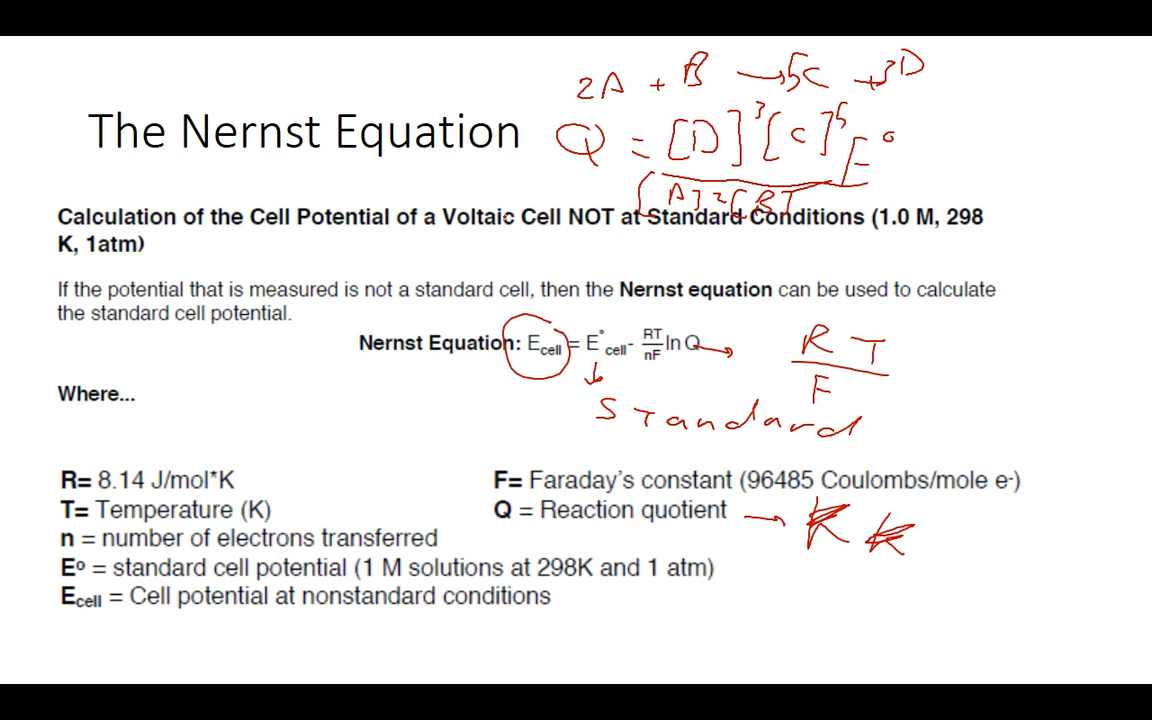 2A + B → 5C + 3D
The Nernst Equation
Q = [D]³[C]⁵ E°
[A]²[B]
Calculation of the Cell Potential of a Voltaic Cell NOT at Standard Conditions (1.0 M, 298
K, 1atm)
If the potential that is measured is not a standard cell, then the Nernst equation can be used to calculate
the standard cell potential.
Nernst Equation: Ecell = E°cell- RT/nF lnQ → RT/F
Where...
Standard
R= 8.14 J/mol*K
F= Faraday's constant (96485 Coulombs/mole e-)
T= Temperature (K)
Q = Reaction quotient → K K
n = number of electrons transferred
Eº = standard cell potential (1 M solutions at 298K and 1 atm)
Ecell = Cell potential at nonstandard conditions